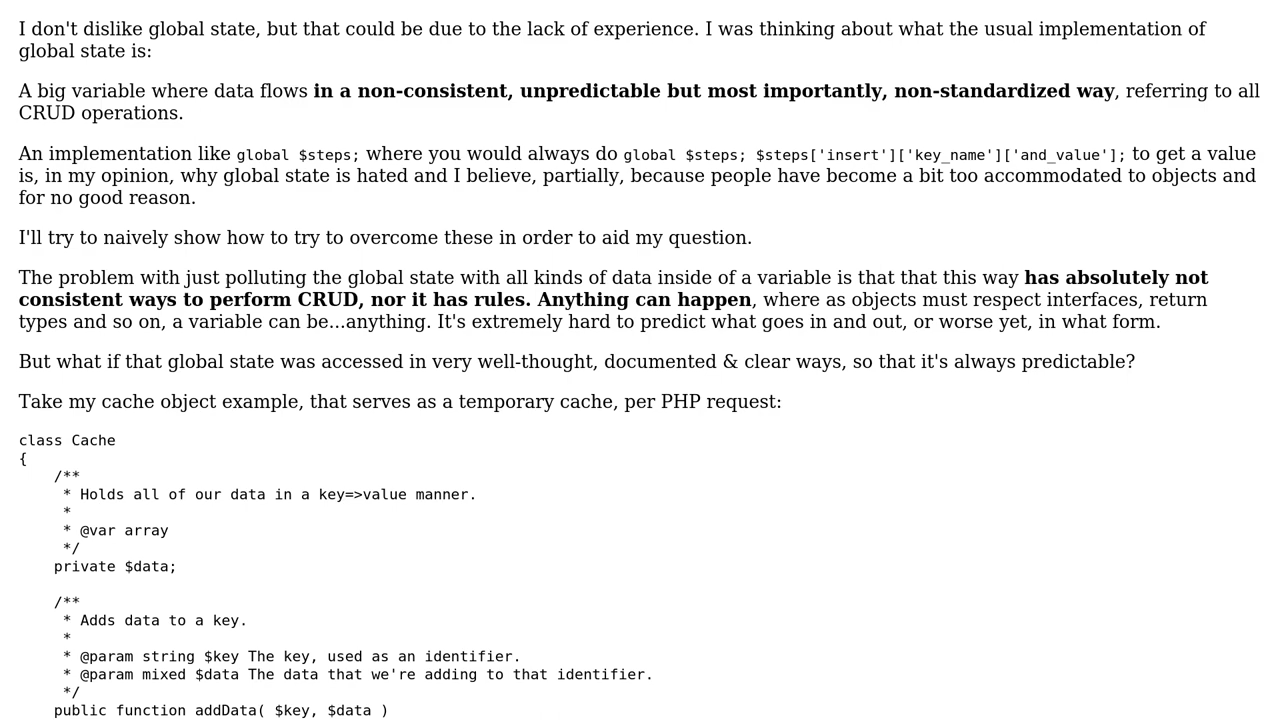 I don't dislike global state, but that could be due to the lack of experience. I was thinking about what the usual implementation of
global state is:
A big variable where data flows in a non-consistent, unpredictable but most importantly, non-standardized way, referring to all
CRUD operations.
An implementation like global $steps; where you would always do global $steps; $steps['insert']['key_name']['and_value']; to get a value
is, in my opinion, why global state is hated and I believe, partially, because people have become a bit too accommodated to objects and
for no good reason.
I'll try to naively show how to try to overcome these in order to aid my question.
The problem with just polluting the global state with all kinds of data inside of a variable is that that this way has absolutely not
consistent ways to perform CRUD, nor it has rules. Anything can happen, where as objects must respect interfaces, return
types and so on, a variable can be...anything. It's extremely hard to predict what goes in and out, or worse yet, in what form.
But what if that global state was accessed in very well-thought, documented & clear ways, so that it's always predictable?
Take my cache object example, that serves as a temporary cache, per PHP request:
class Cache
{
    /**
     * Holds all of our data in a key=>value manner.
     *
     * @var array
     */
    private $data;
    /**
     * Adds data to a key.
     *
     * @param string $key The key, used as an identifier.
     * @param mixed $data The data that we're adding to that identifier.
     */
    public function addData( $key, $data )